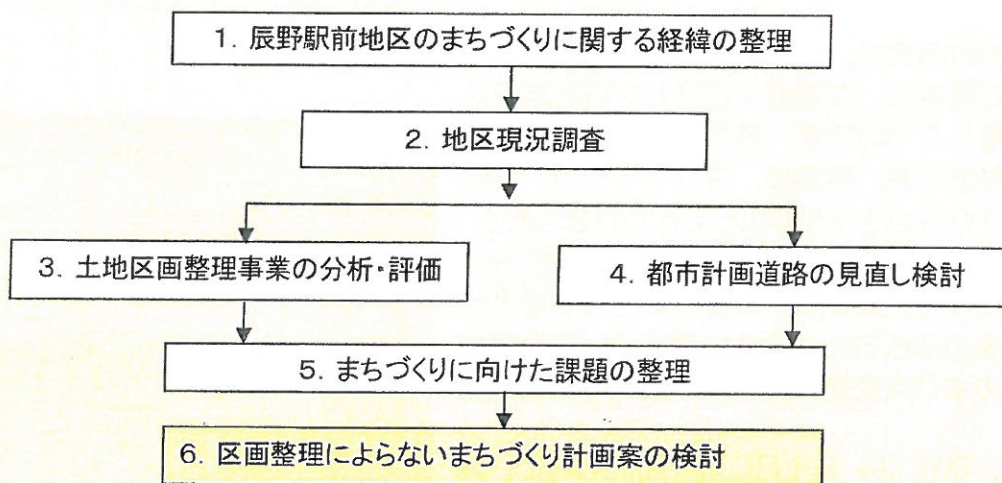 1．辰野駅前地区のまちづくりに関する経緯の整理
2．地区現況調査
3．土地区画整理事業の分析・評価
4．都市計画道路の見直し検討
5．まちづくりに向けた課題の整理
6．区画整理によらないまちづくり計画案の検討